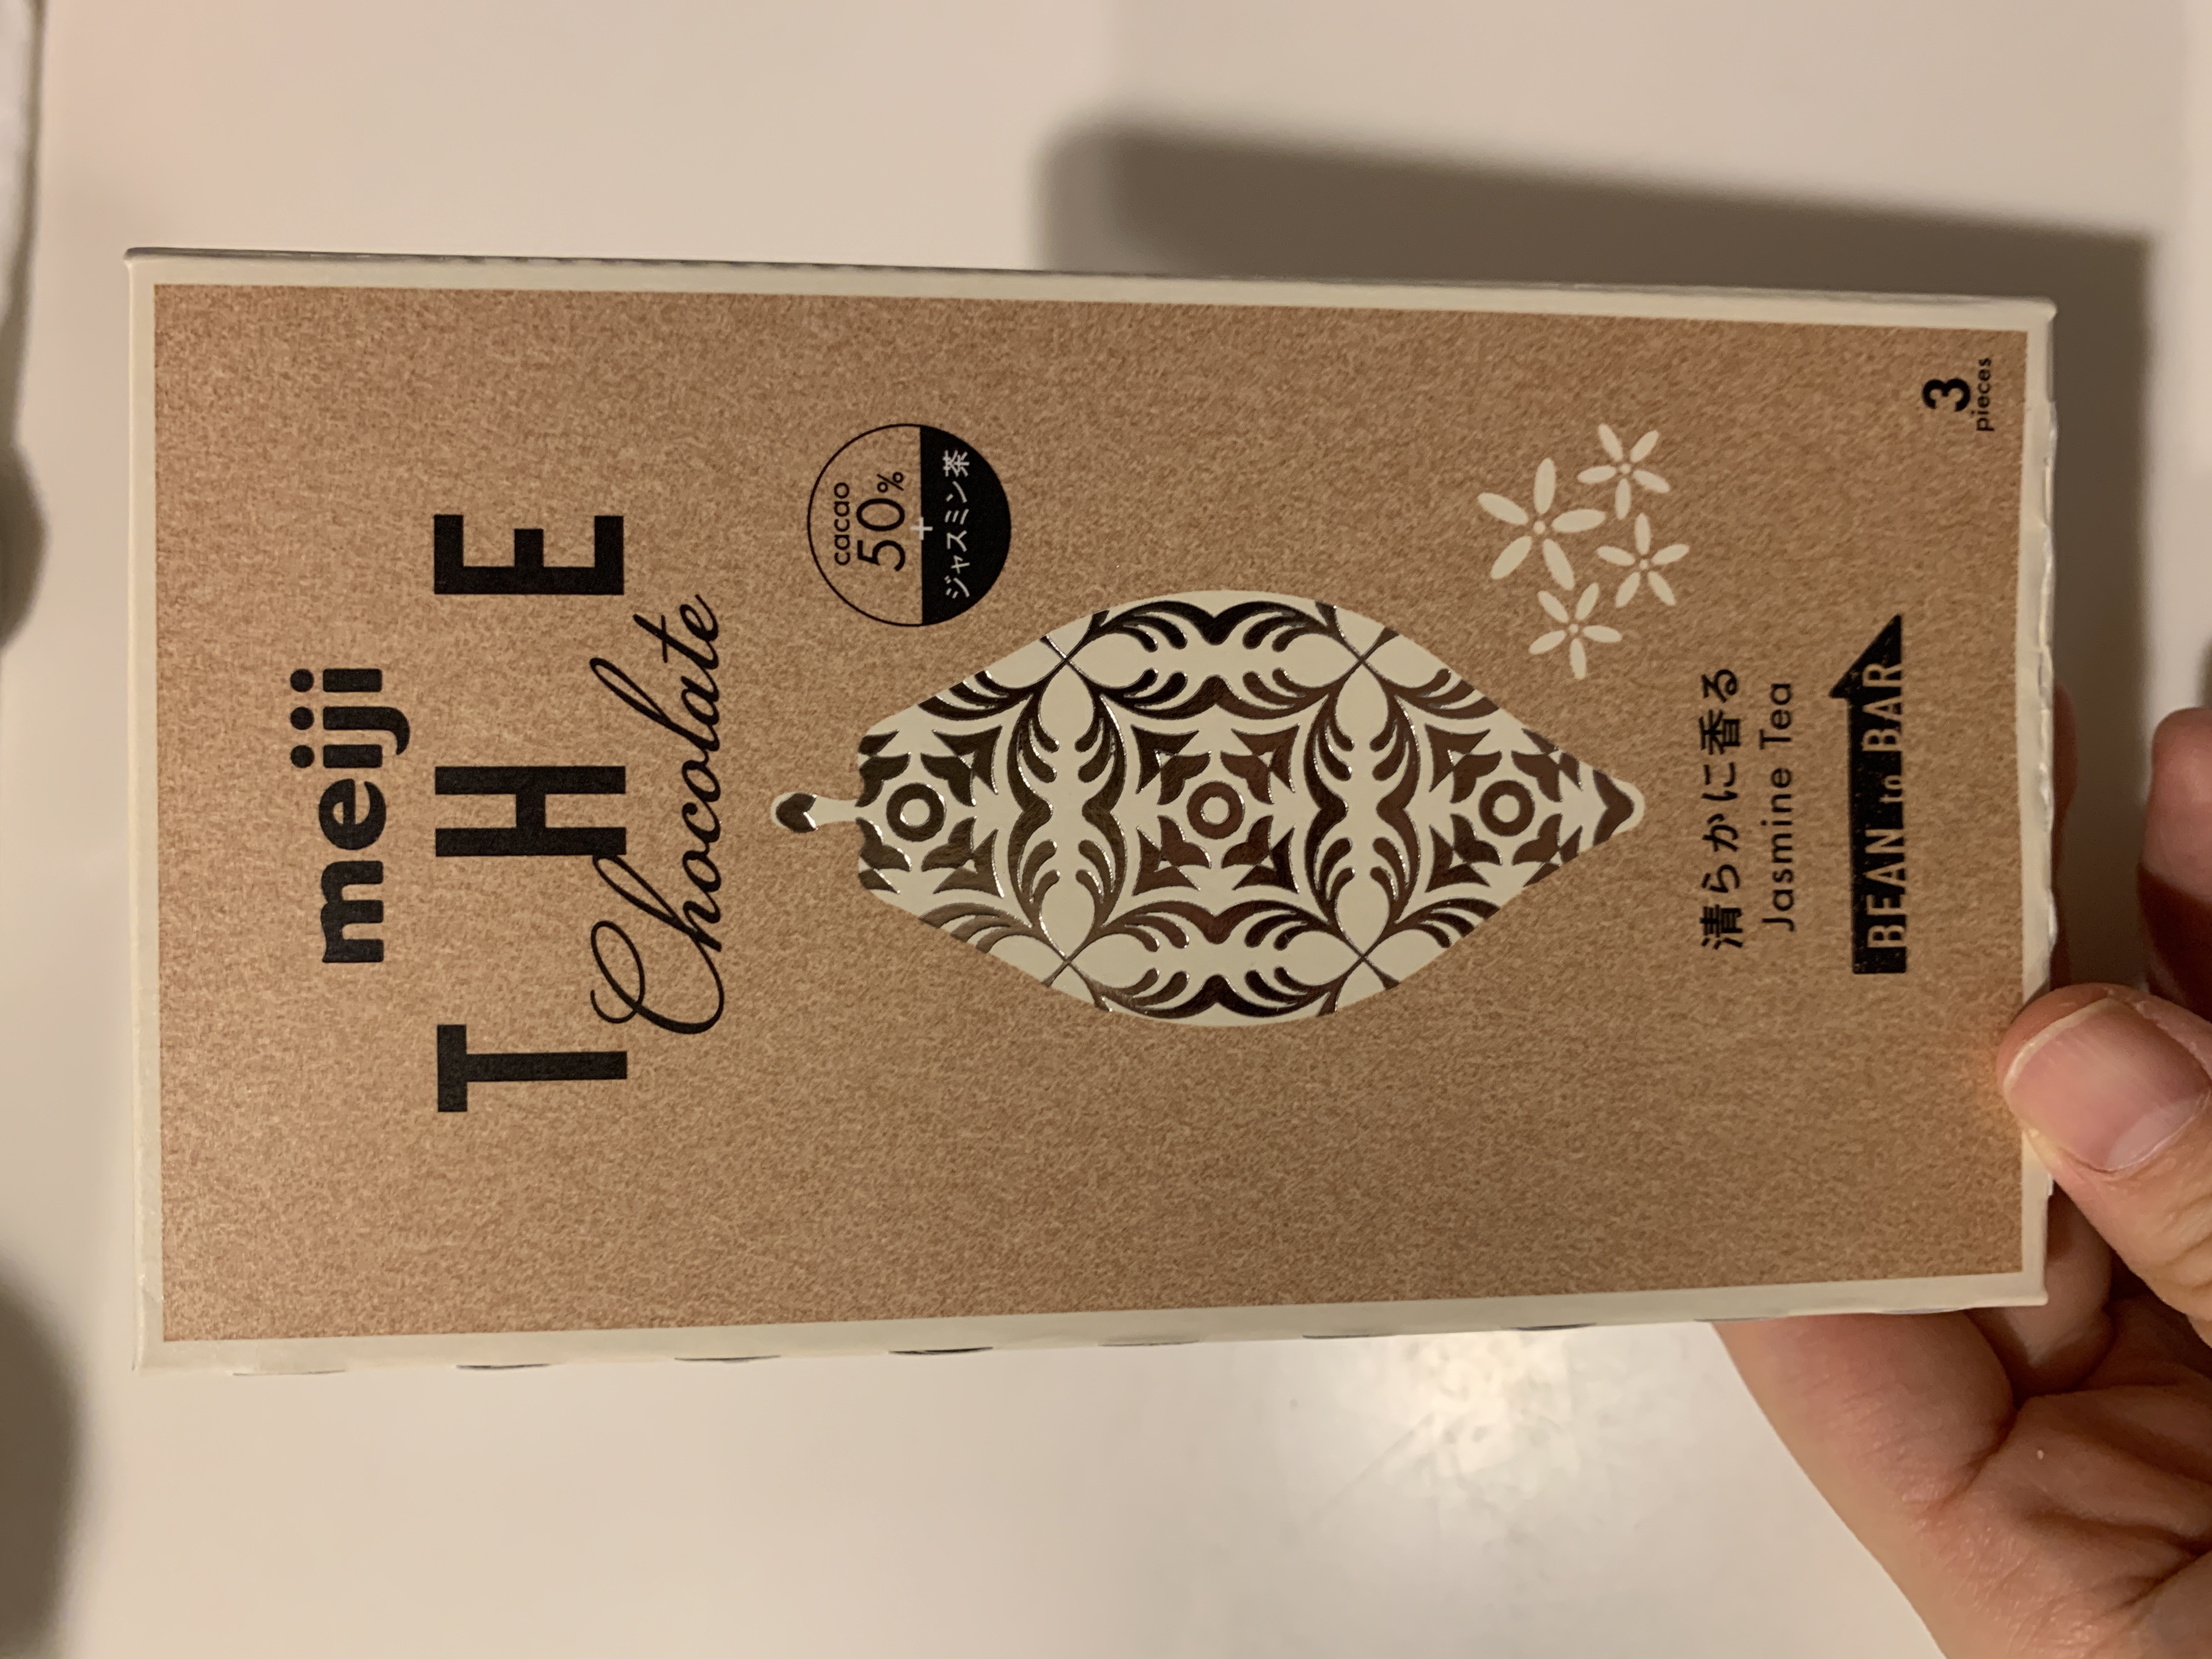 meiji
THE
Chocolate
cacao
50%
+
ジャスミン茶
清らかに香る
Jasmine Tea
BEAN to BAR
3
pieces